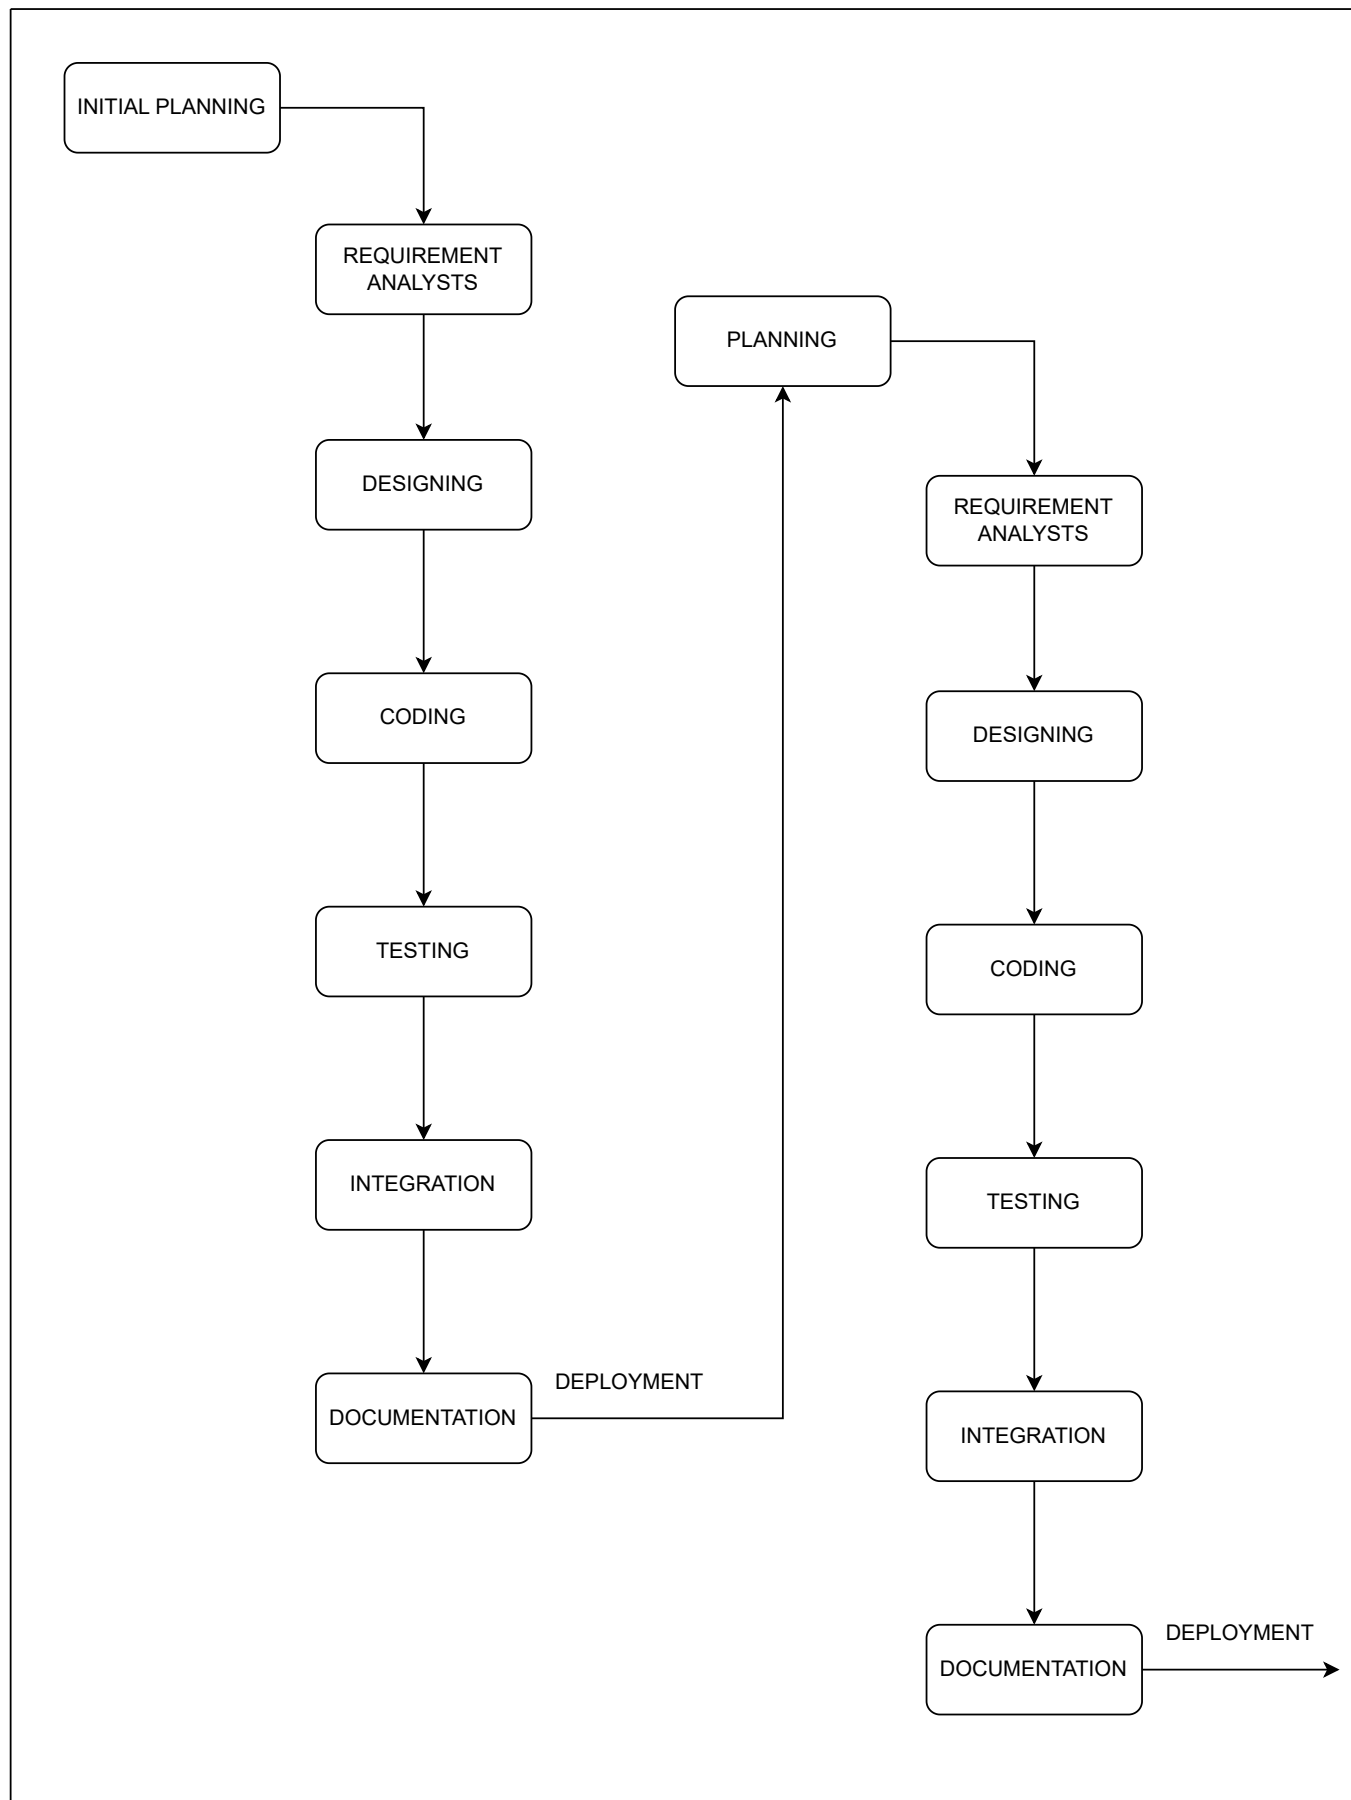 INITIAL PLANNING
REQUIREMENT
ANALYSTS
DESIGNING
CODING
TESTING
INTEGRATION
DOCUMENTATION
DEPLOYMENT
PLANNING
REQUIREMENT
ANALYSTS
DESIGNING
CODING
TESTING
INTEGRATION
DOCUMENTATION
DEPLOYMENT